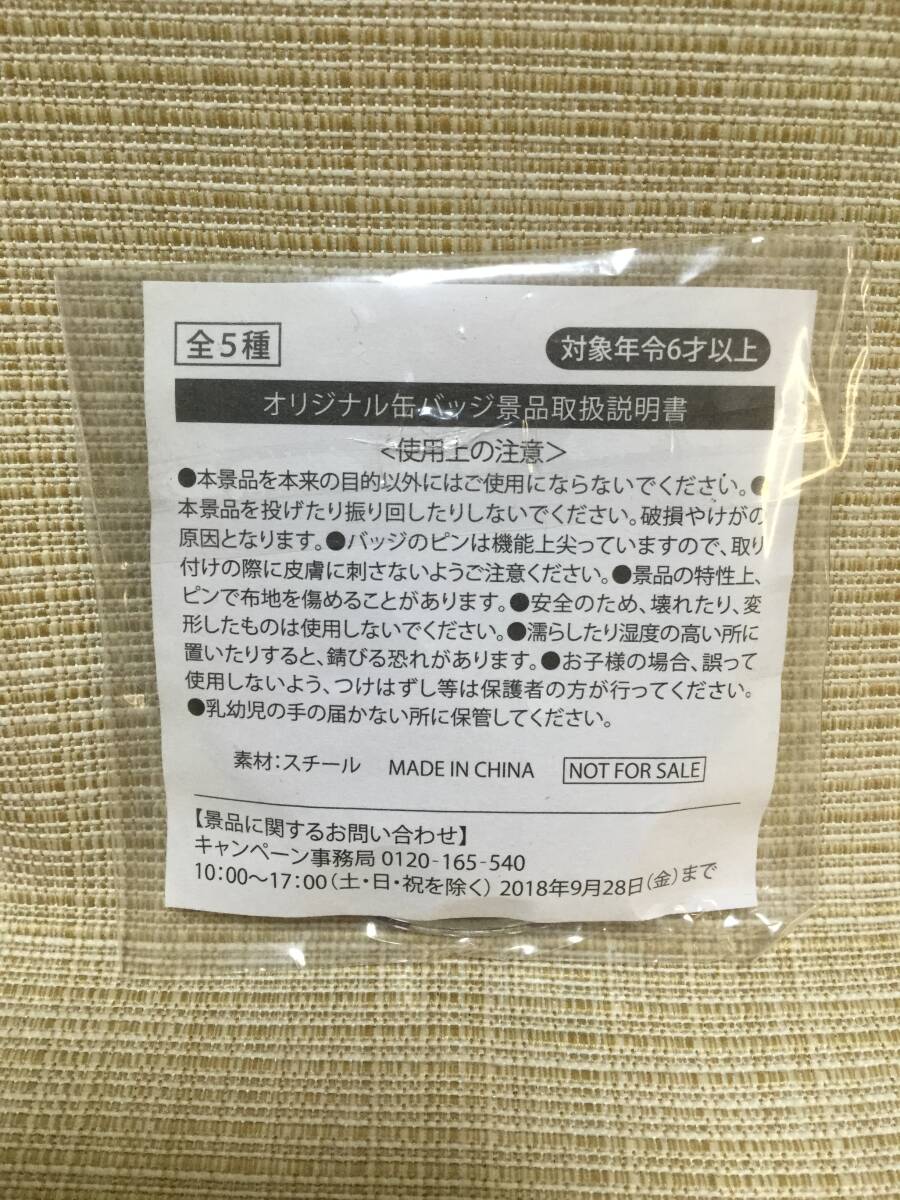 全5種
対象年令6才以上
オリジナル缶バッジ景品取扱説明書
<使用上の注意>
●本景品を本来の目的以外にはご使用にならないでください。●
本景品を投げたり振り回したりしないでください。破損やけがの
原因となります。●バッジのピンは機能上尖っていますので、取り
付けの際に皮膚に刺さないようご注意ください。●景品の特性上、
ピンで布地を傷めることがあります。●安全のため、壊れたり、変
形したものは使用しないでください。●濡らしたり湿度の高い所に
置いたりすると、錆びる恐れがあります。●お子様の場合、誤って
使用しないよう、つけはずし等は保護者の方が行ってください。
●乳幼児の手の届かない所に保管してください。
素材：スチール MADE IN CHINA NOT FOR SALE
【景品に関するお問い合わせ】
キャンペーン事務局 0120-165-540
10:00～17:00（土・日・祝を除く） 2018年9月28日（金）まで